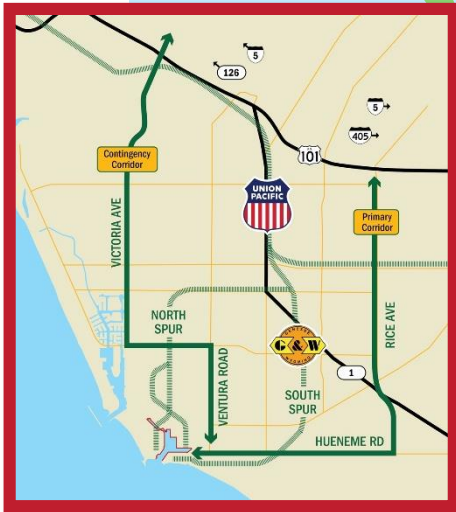 5
126
5
405
US
101
Contingency
Corridor
UNION
PACIFIC
Primary
Corridor
VICTORIA AVE
RICE AVE
NORTH
SPUR
VENTURA ROAD
G & W
1
SOUTH
SPUR
HUENEME RD